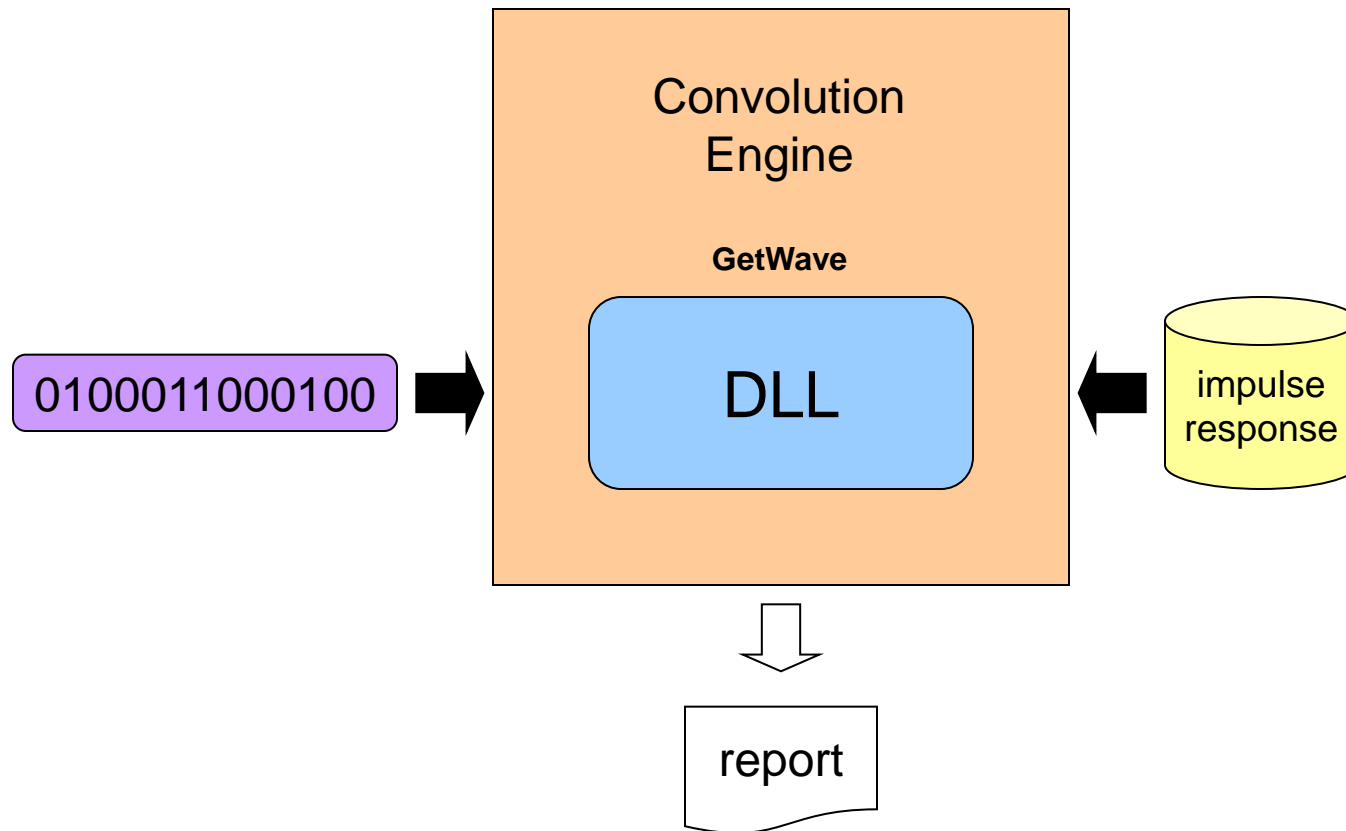 Convolution
Engine
GetWave
DLL
0100011000100
impulse
response
report